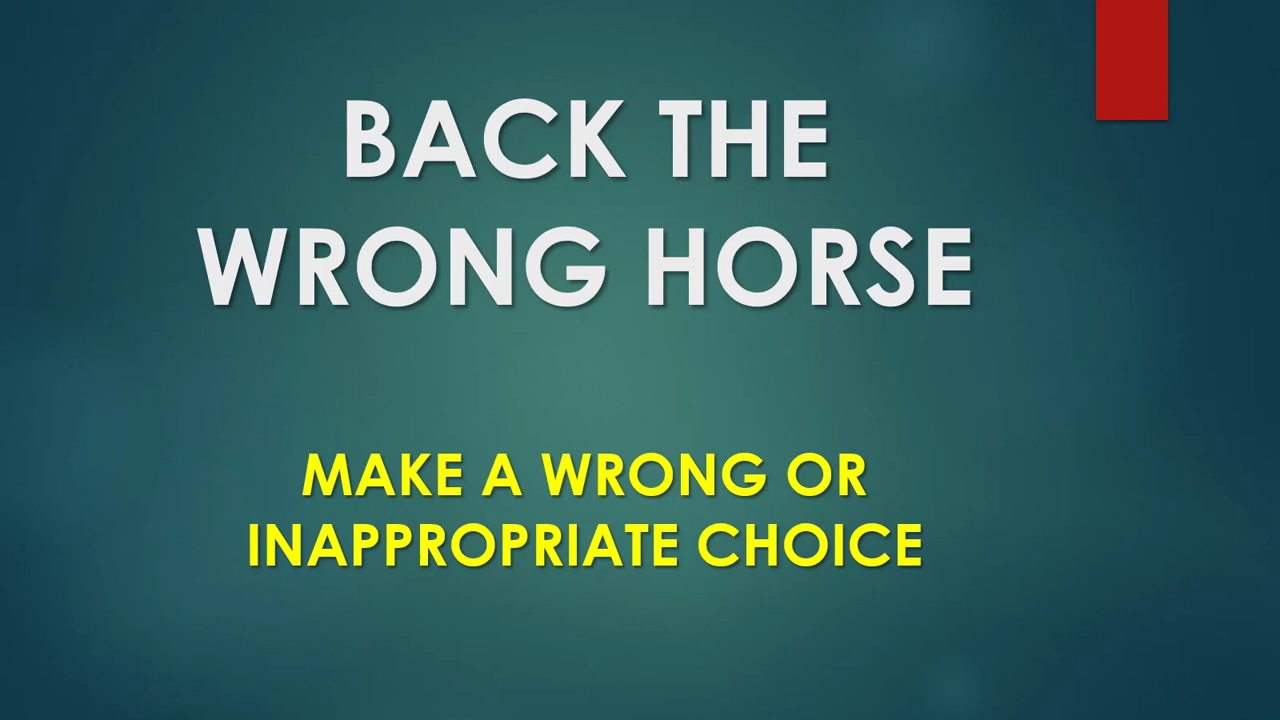 BACK THE
WRONG HORSE
MAKE A WRONG OR
INAPPROPRIATE CHOICE